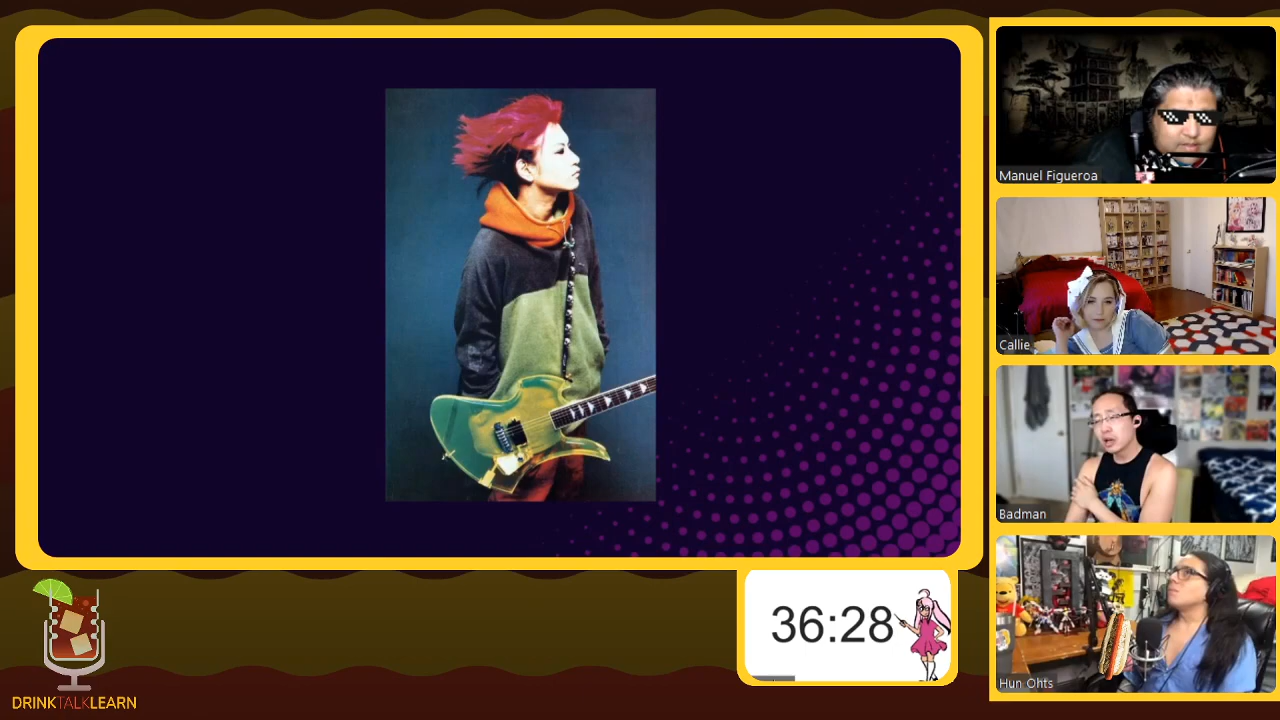 Manuel Figueroa
Callie
Badman
Hun Ohts
36:28
DRINKTALKLEARN